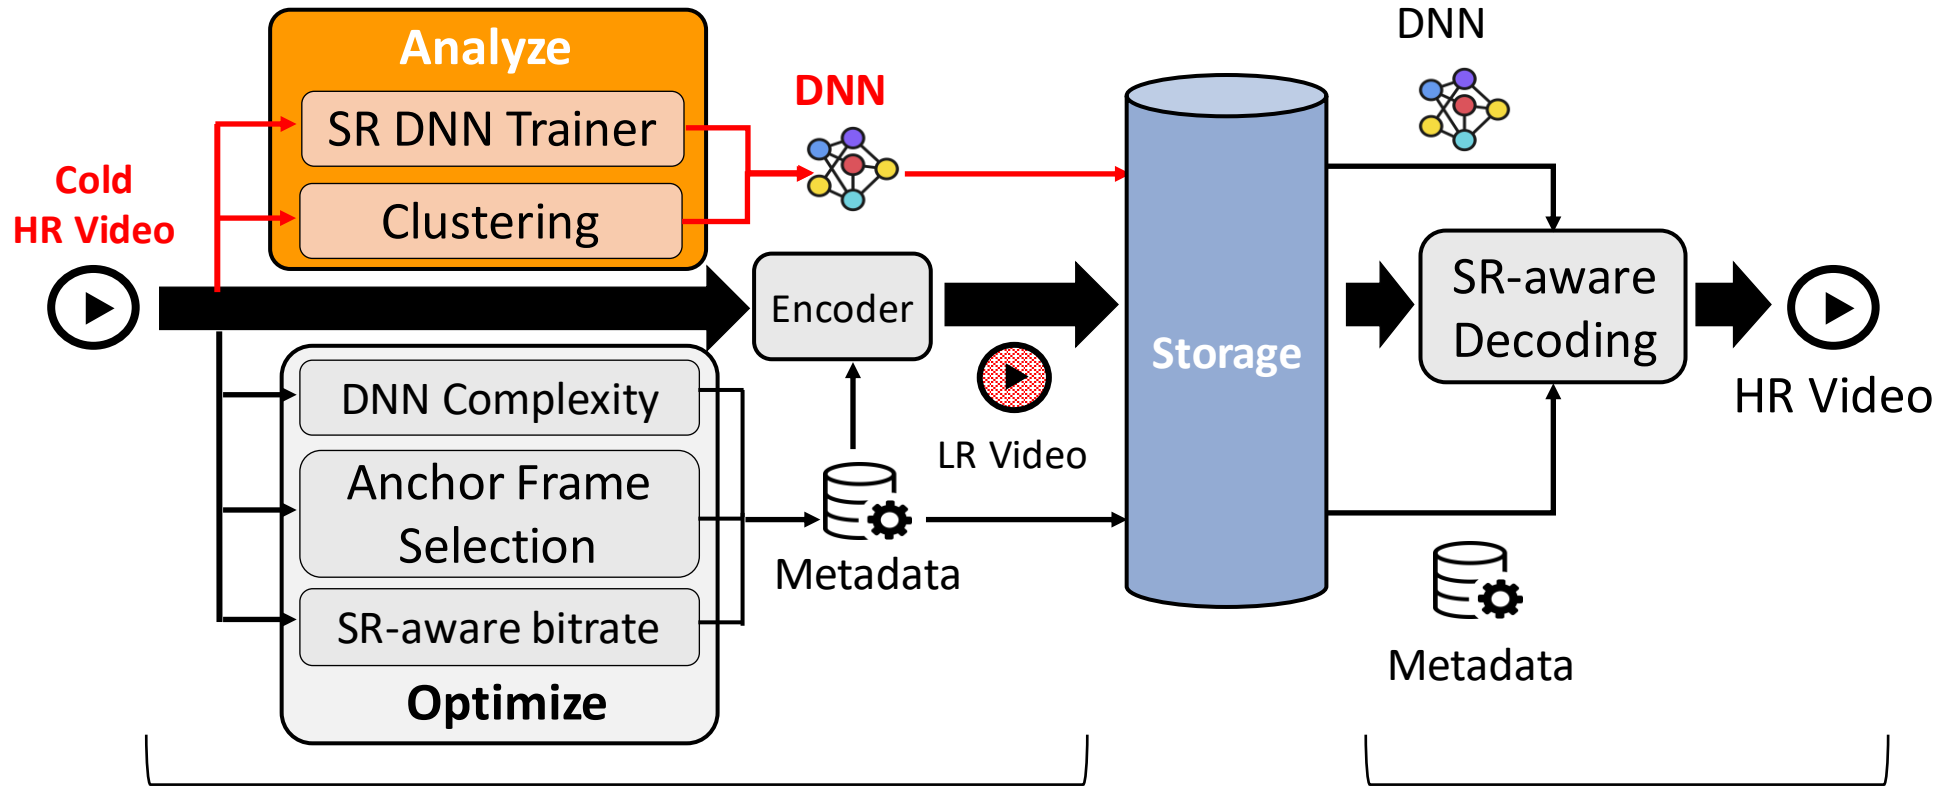 Analyze
SR DNN Trainer
Clustering
Cold
HR Video
DNN
Encoder
LR Video
DNN Complexity
Anchor Frame
Selection
SR-aware bitrate
Optimize
Metadata
Storage
DNN
SR-aware
Decoding
HR Video
Metadata